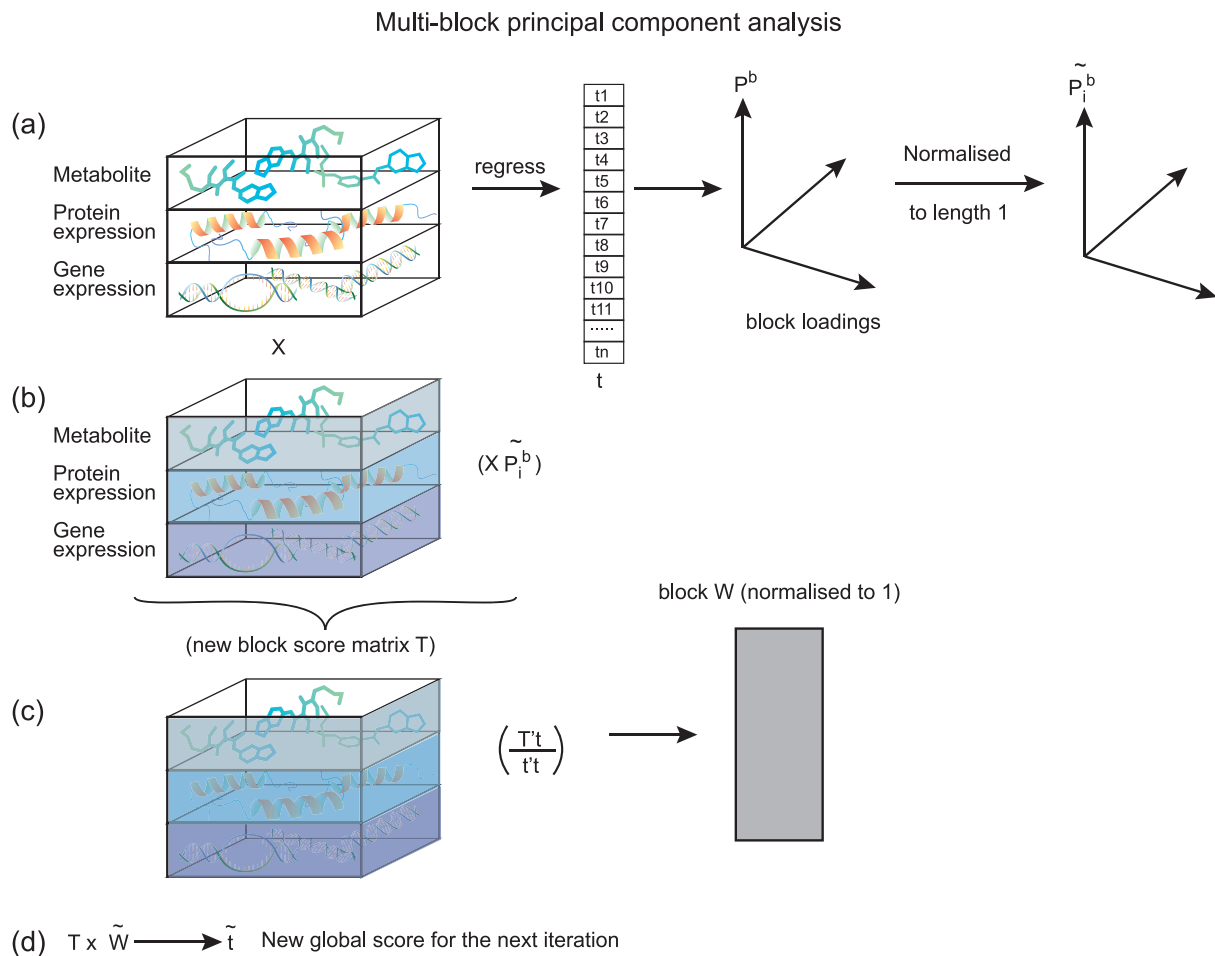 Multi-block principal component analysis
(a)
Metabolite
Protein
expression
Gene
expression
X
regress
t1
t2
t3
t4
t5
t6
t7
t8
t9
t10
t11
.....
tn
t
P^b
block loadings
Normalised
to length 1
P̃_i^b
(b)
Metabolite
Protein
expression
Gene
expression
(X P̃_i^b)
(new block score matrix T)
block W (normalised to 1)
(c)
(T't / t't)
(d) T x W̃ ⟶ t̃ New global score for the next iteration